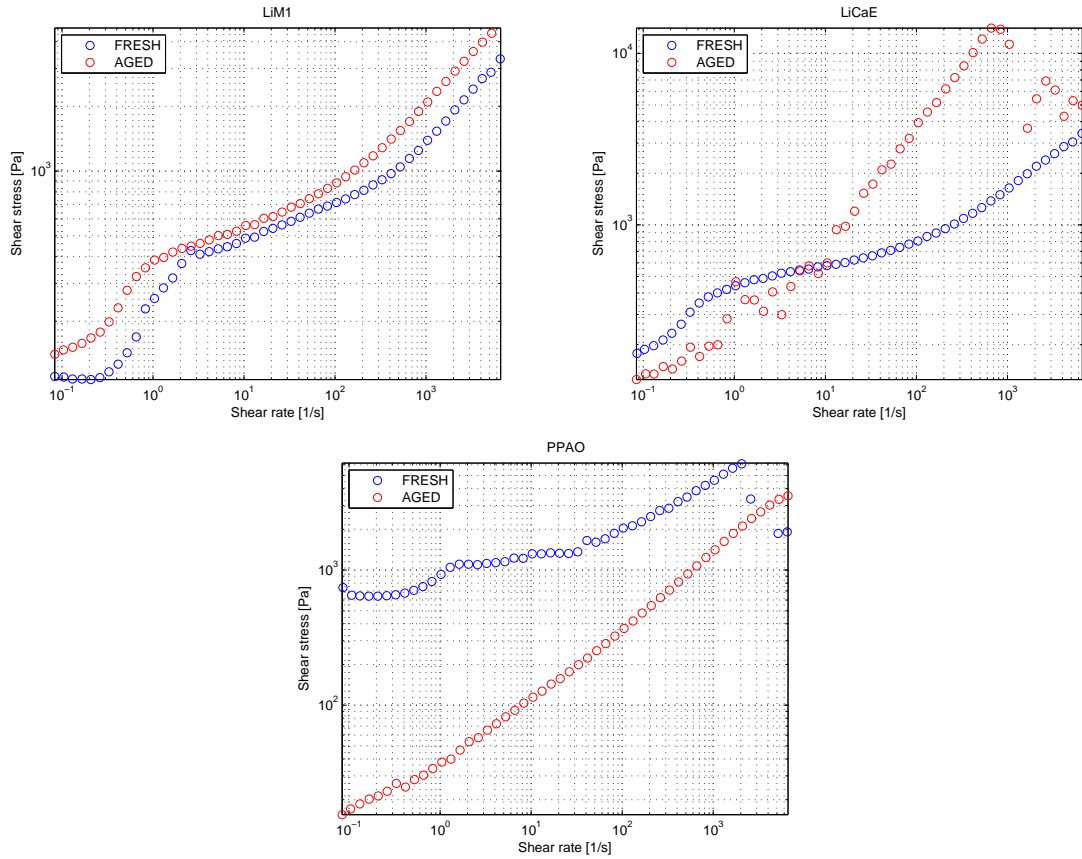 LiM1
FRESH
AGED
Shear stress [Pa]
10^3
10^-1 10^0 10^1 10^2 10^3
Shear rate [1/s]
LiCaE
FRESH
AGED
Shear stress [Pa]
10^4
10^3
10^-1 10^0 10^1 10^2 10^3
Shear rate [1/s]
PPAO
FRESH
AGED
Shear stress [Pa]
10^3
10^2
10^-1 10^0 10^1 10^2 10^3
Shear rate [1/s]